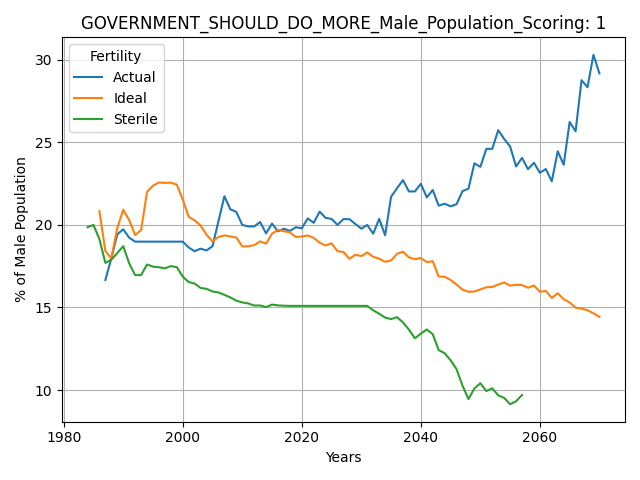 GOVERNMENT_SHOULD_DO_MORE_Male_Population_Scoring: 1
Fertility
Actual
Ideal
Sterile
% of Male Population
30
25
20
15
10
1980 2000 2020 2040 2060
Years